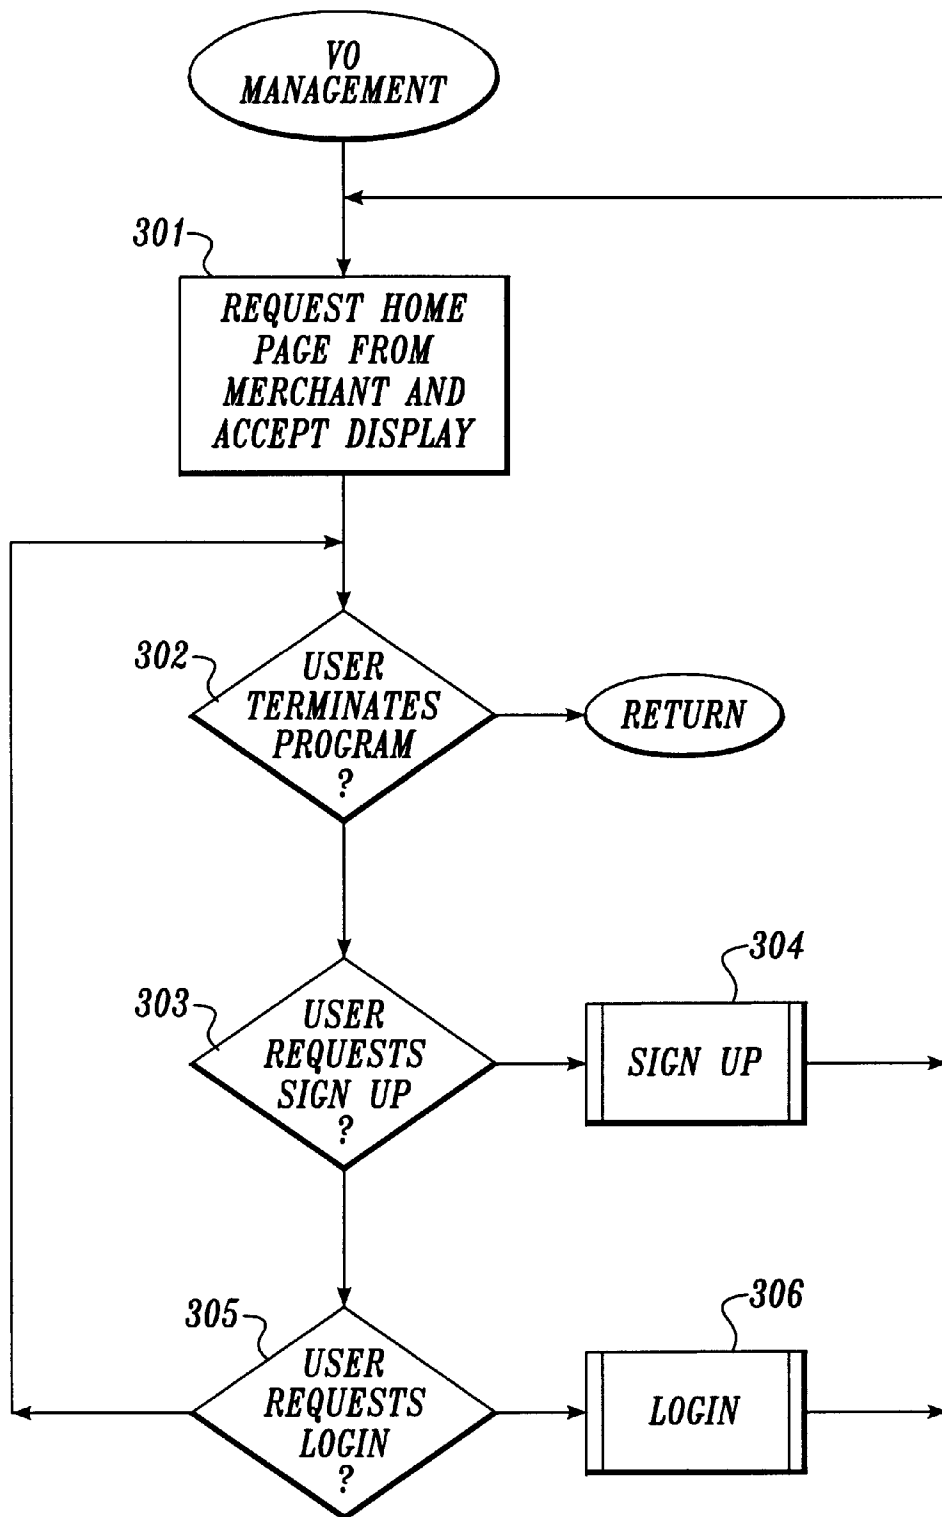 VO
MANAGEMENT
301
REQUEST HOME
PAGE FROM
MERCHANT AND
ACCEPT DISPLAY
302
USER
TERMINATES
PROGRAM
?
RETURN
303
USER
REQUESTS
SIGN UP
?
304
SIGN UP
305
USER
REQUESTS
LOGIN
?
306
LOGIN